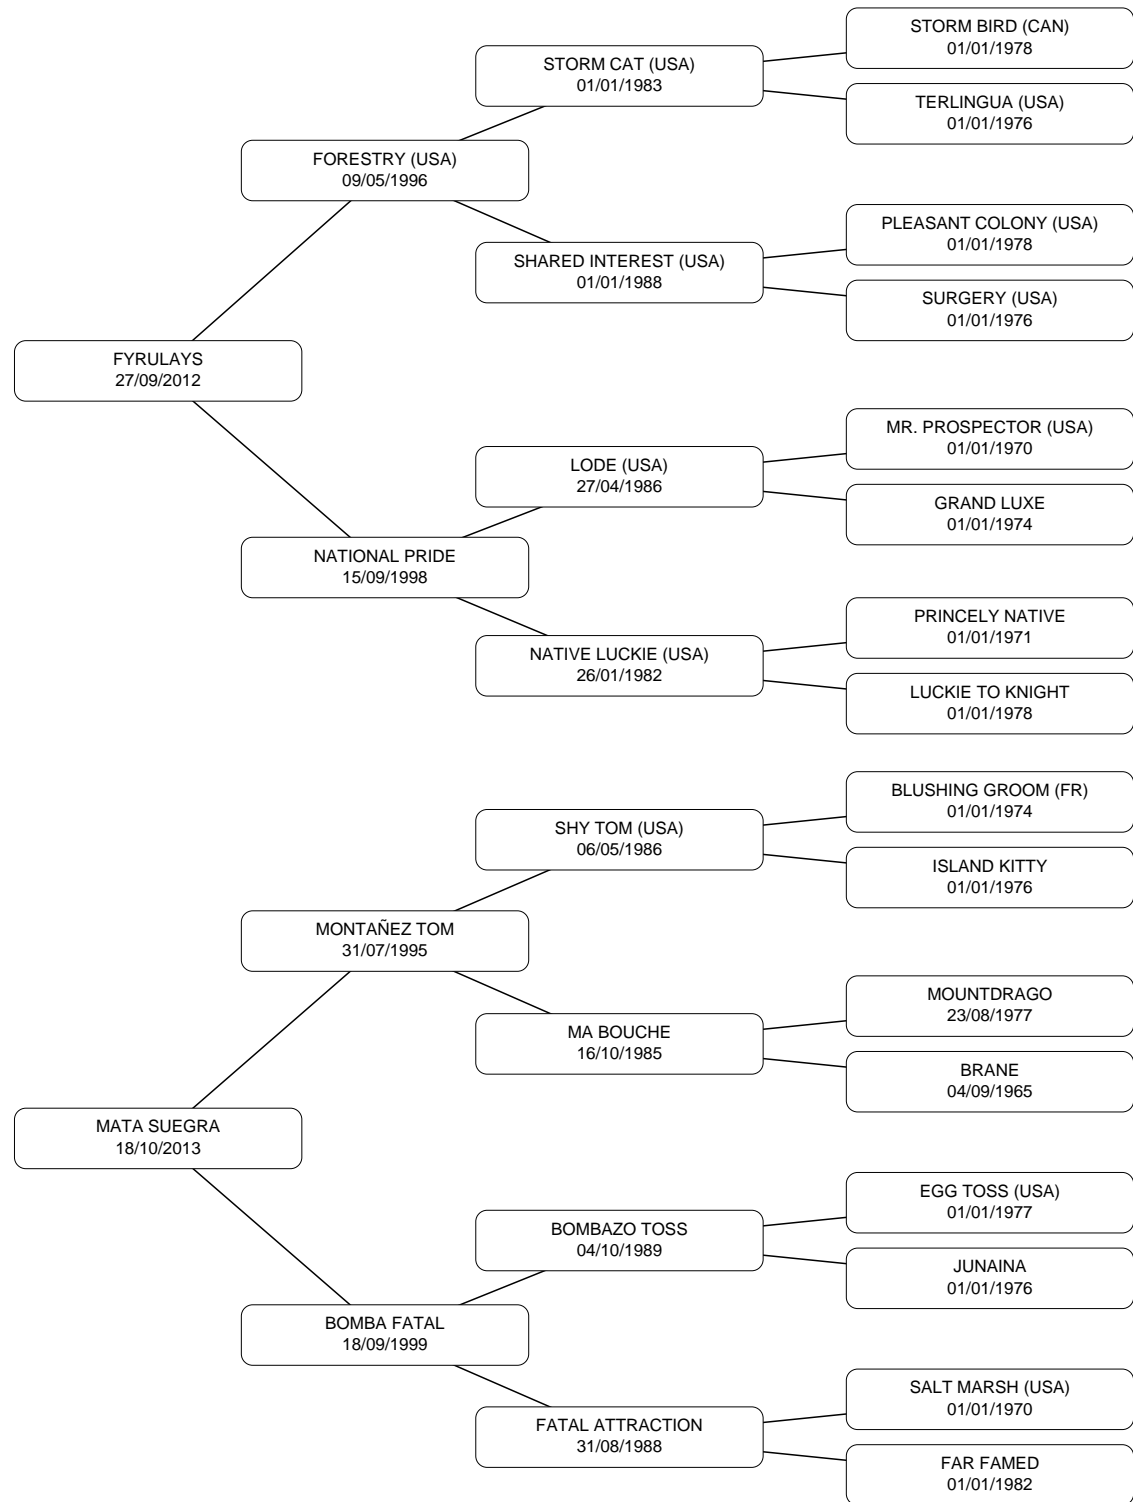 STORM BIRD (CAN)
01/01/1978
STORM CAT (USA)
01/01/1983
TERLINGUA (USA)
01/01/1976
FORESTRY (USA)
09/05/1996
PLEASANT COLONY (USA)
01/01/1978
SHARED INTEREST (USA)
01/01/1988
SURGERY (USA)
01/01/1976
FYRULAYS
27/09/2012
MR. PROSPECTOR (USA)
01/01/1970
LODE (USA)
27/04/1986
GRAND LUXE
01/01/1974
NATIONAL PRIDE
15/09/1998
PRINCELY NATIVE
01/01/1971
NATIVE LUCKIE (USA)
26/01/1982
LUCKIE TO KNIGHT
01/01/1978
BLUSHING GROOM (FR)
01/01/1974
SHY TOM (USA)
06/05/1986
ISLAND KITTY
01/01/1976
MONTAÑEZ TOM
31/07/1995
MOUNTDRAGO
23/08/1977
MA BOUCHE
16/10/1985
BRANE
04/09/1965
MATA SUEGRA
18/10/2013
EGG TOSS (USA)
01/01/1977
BOMBAZO TOSS
04/10/1989
JUNAINA
01/01/1976
BOMBA FATAL
18/09/1999
SALT MARSH (USA)
01/01/1970
FATAL ATTRACTION
31/08/1988
FAR FAMED
01/01/1982